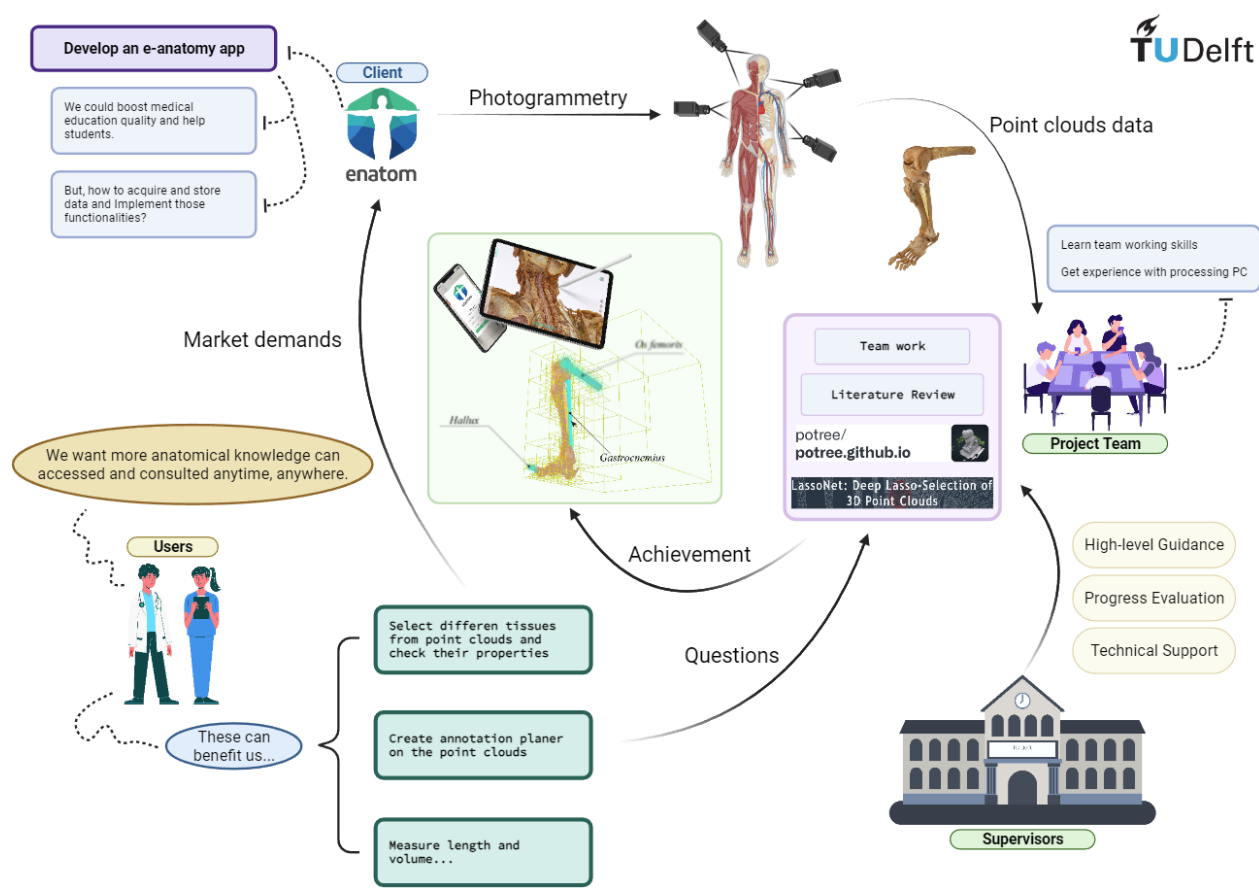 TUDelft
Develop an e-anatomy app
We could boost medical
education quality and help
students.
But, how to acquire and store
data and Implement those
functionalities?
Client
enatom
Photogrammetry
Point clouds data
Learn team working skills
Get experience with processing PC
Market demands
Os femoris
Hallux
Gastrocnemius
Team work
Literature Review
potree/
potree.github.io
LassoNet: Deep Lasso-Selection of
3D Point Clouds
Project Team
We want more anatomical knowledge can
accessed and consulted anytime, anywhere.
Users
These can
benefit us...
Achievement
Questions
Select differen tissues
from point clouds and
check their properties
Create annotation planer
on the point clouds
Measure length and
volume...
High-level Guidance
Progress Evaluation
Technical Support
Supervisors